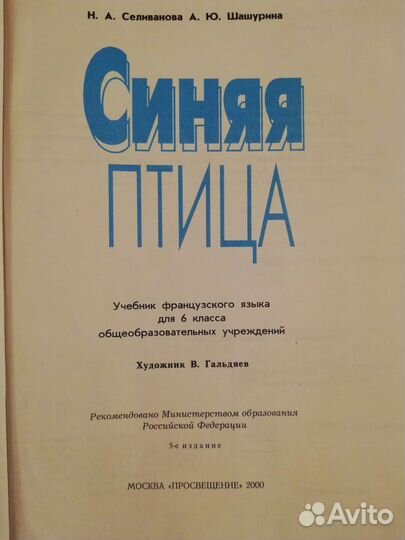 Н. А. Селиванова А. Ю. Шашурина
Синяя
ПТИЦА
Учебник французского языка
для 6 класса
общеобразовательных учреждений
Художник В. Гальдяев
Рекомендовано Министерством образования
Российской Федерации
5-е издание
МОСКВА «ПРОСВЕЩЕНИЕ» 2000
Avito